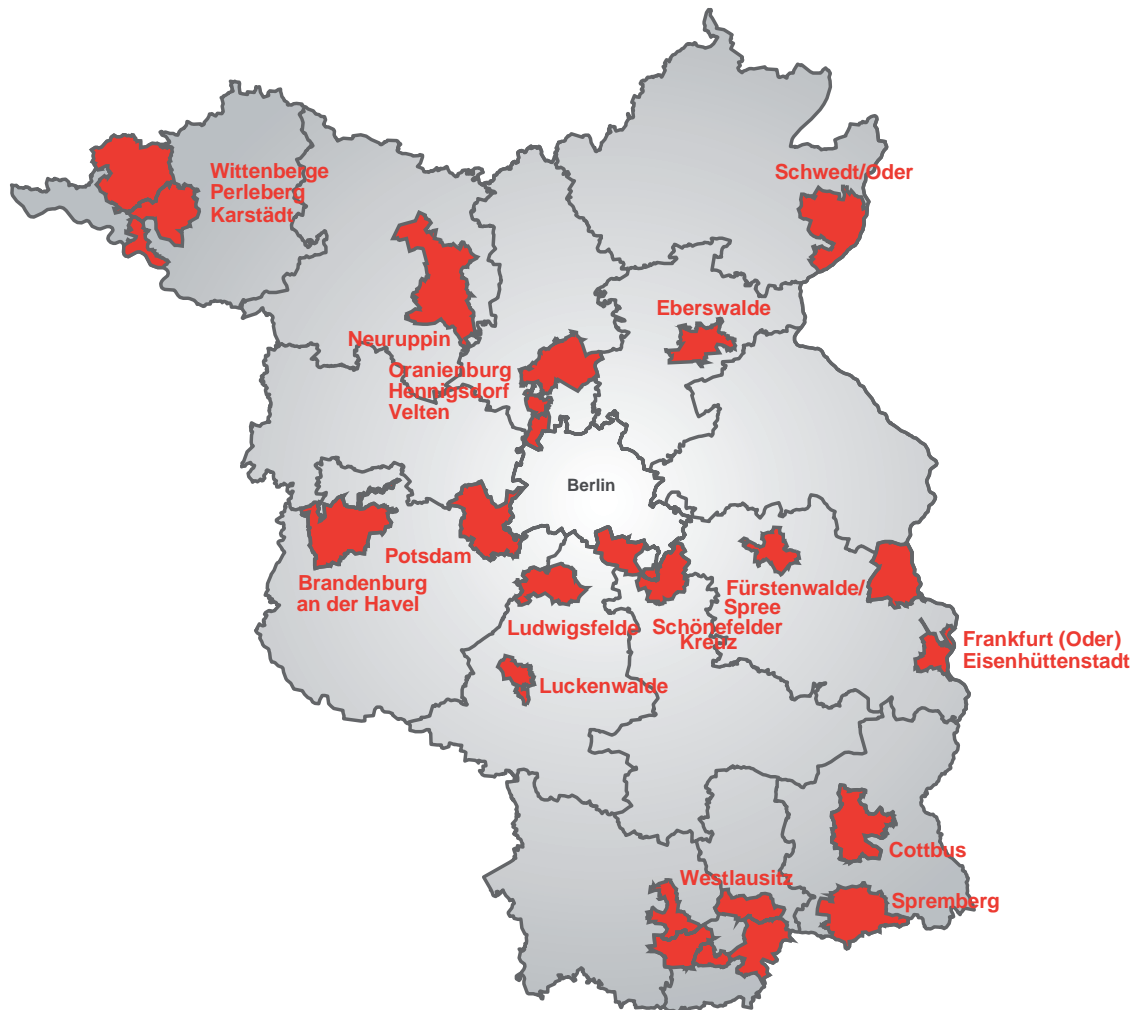 Wittenberge
Perleberg
Karstädt
Schwedt/Oder
Eberswalde
Neuruppin
Oranienburg
Hennigsdorf
Velten
Berlin
Potsdam
Brandenburg
an der Havel
Ludwigsfelde
Schönefelder
Kreuz
Fürstenwalde/
Spree
Frankfurt (Oder)
Eisenhüttenstadt
Luckenwalde
Cottbus
Westlausitz
Spremberg